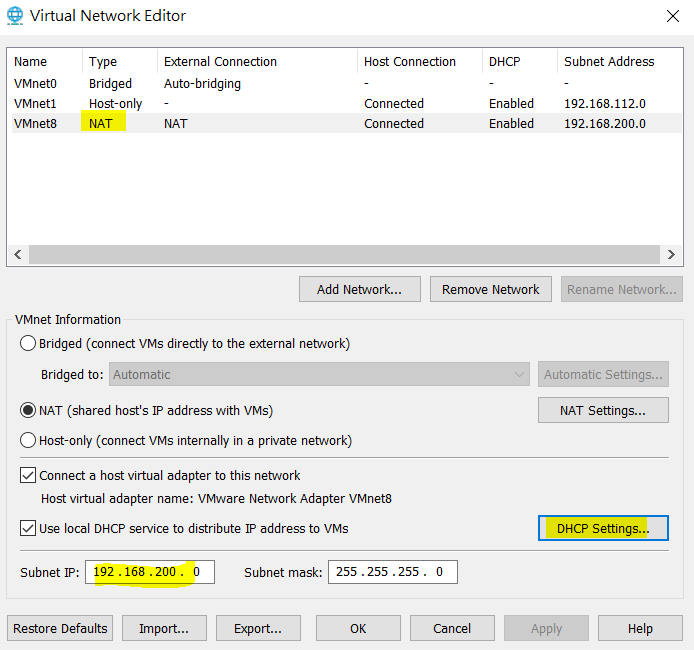 Virtual Network Editor
Name Type External Connection Host Connection DHCP Subnet Address
VMnet0 Bridged Auto-bridging - - -
VMnet1 Host-only - Connected Enabled 192.168.112.0
VMnet8 NAT NAT Connected Enabled 192.168.200.0
Add Network... Remove Network Rename Network...
VMnet Information
Bridged (connect VMs directly to the external network)
Bridged to: Automatic Automatic Settings...
NAT (shared host's IP address with VMs) NAT Settings...
Host-only (connect VMs internally in a private network)
Connect a host virtual adapter to this network
Host virtual adapter name: VMware Network Adapter VMnet8
Use local DHCP service to distribute IP address to VMs DHCP Settings...
Subnet IP: 192.168.200. 0 Subnet mask: 255.255.255. 0
Restore Defaults Import... Export... OK Cancel Apply Help